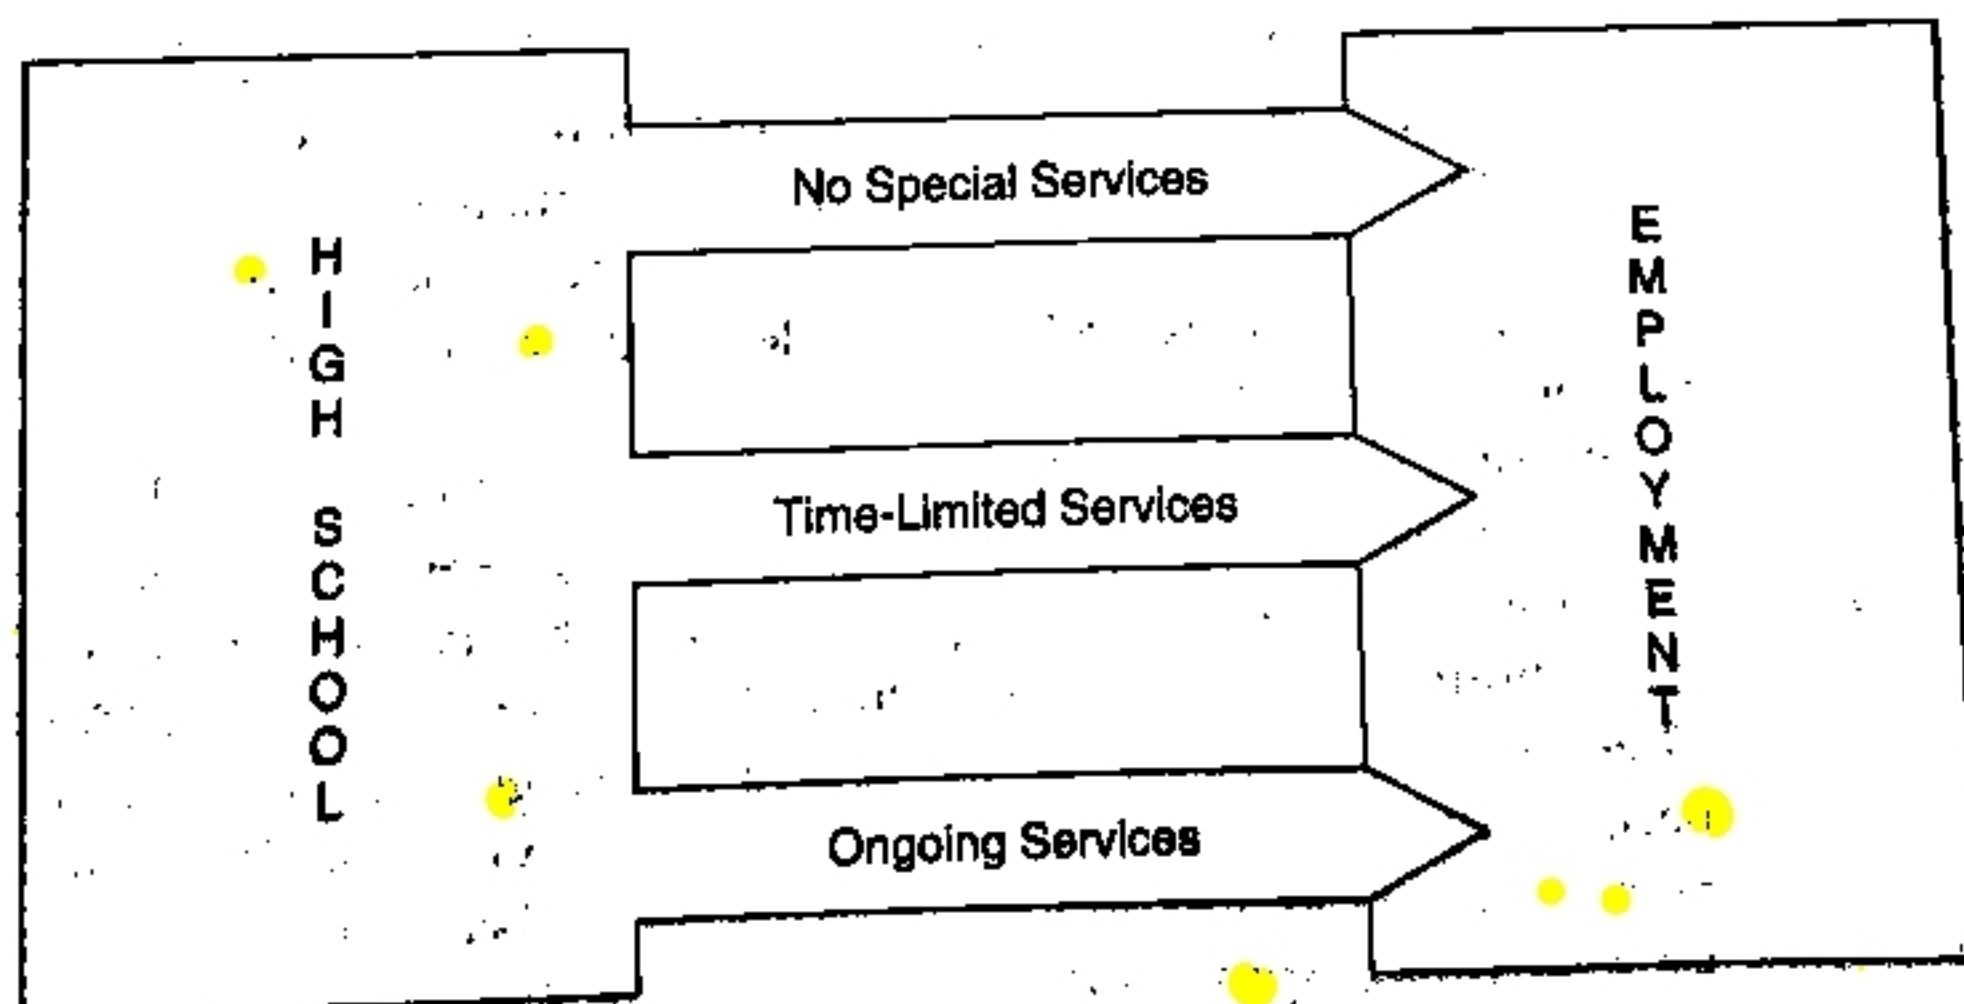 HIGH SCHOOL
No Special Services
Time-Limited Services
Ongoing Services
EMPLOYMENT